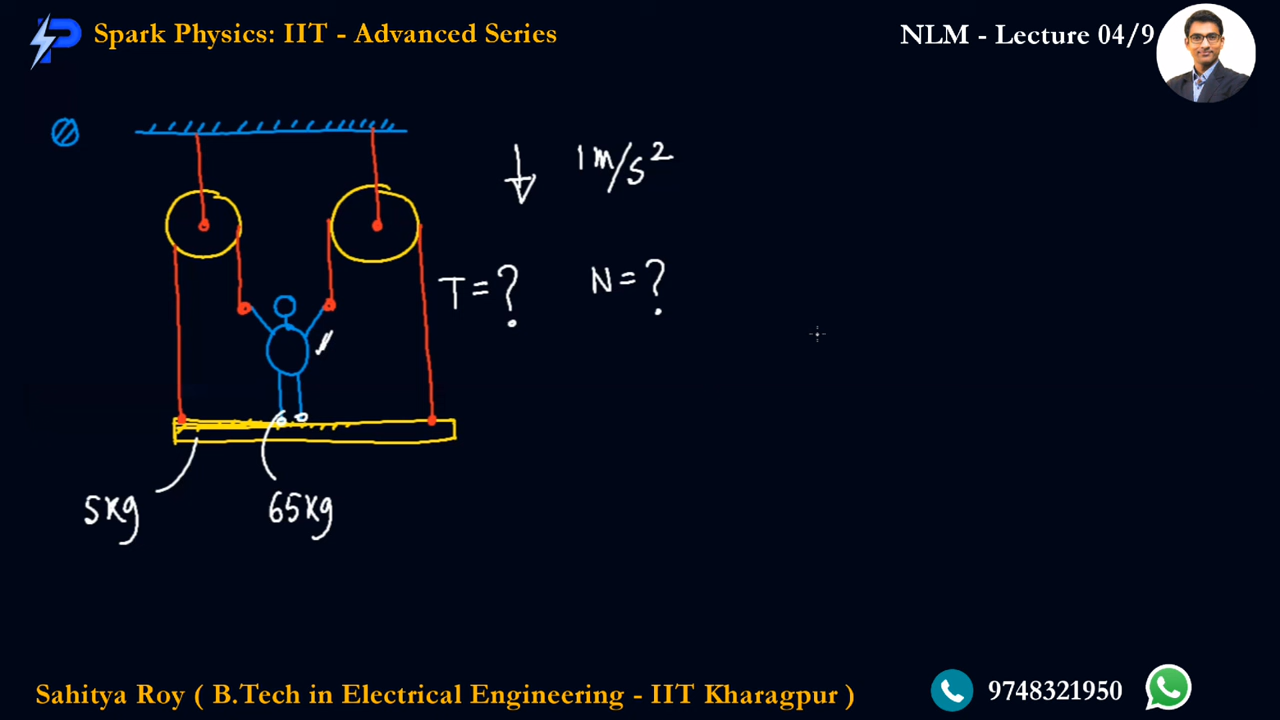 Spark Physics: IIT - Advanced Series
NLM - Lecture 04/9
1 m/s²
T = ?
N = ?
5kg
65kg
Sahitya Roy ( B.Tech in Electrical Engineering - IIT Kharagpur )
9748321950